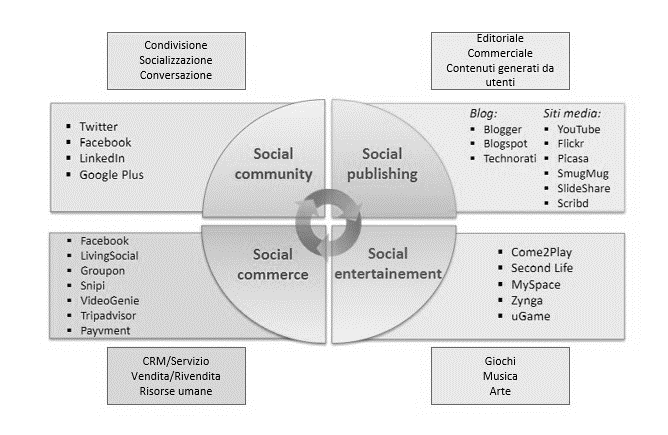 Condivisione
Socializzazione
Conversazione
Editoriale
Commerciale
Contenuti generati da
utenti
▪ Twitter
▪ Facebook
▪ LinkedIn
▪ Google Plus
Social
community
Social
publishing
Blog:
▪ Blogger
▪ Blogspot
▪ Technorati
Siti media:
▪ YouTube
▪ Flickr
▪ Picasa
▪ SmugMug
▪ SlideShare
▪ Scribd
▪ Facebook
▪ LivingSocial
▪ Groupon
▪ Snipi
▪ VideoGenie
▪ Tripadvisor
▪ Payvment
Social
commerce
Social
entertainement
▪ Come2Play
▪ Second Life
▪ MySpace
▪ Zynga
▪ uGame
CRM/Servizio
Vendita/Rivendita
Risorse umane
Giochi
Musica
Arte